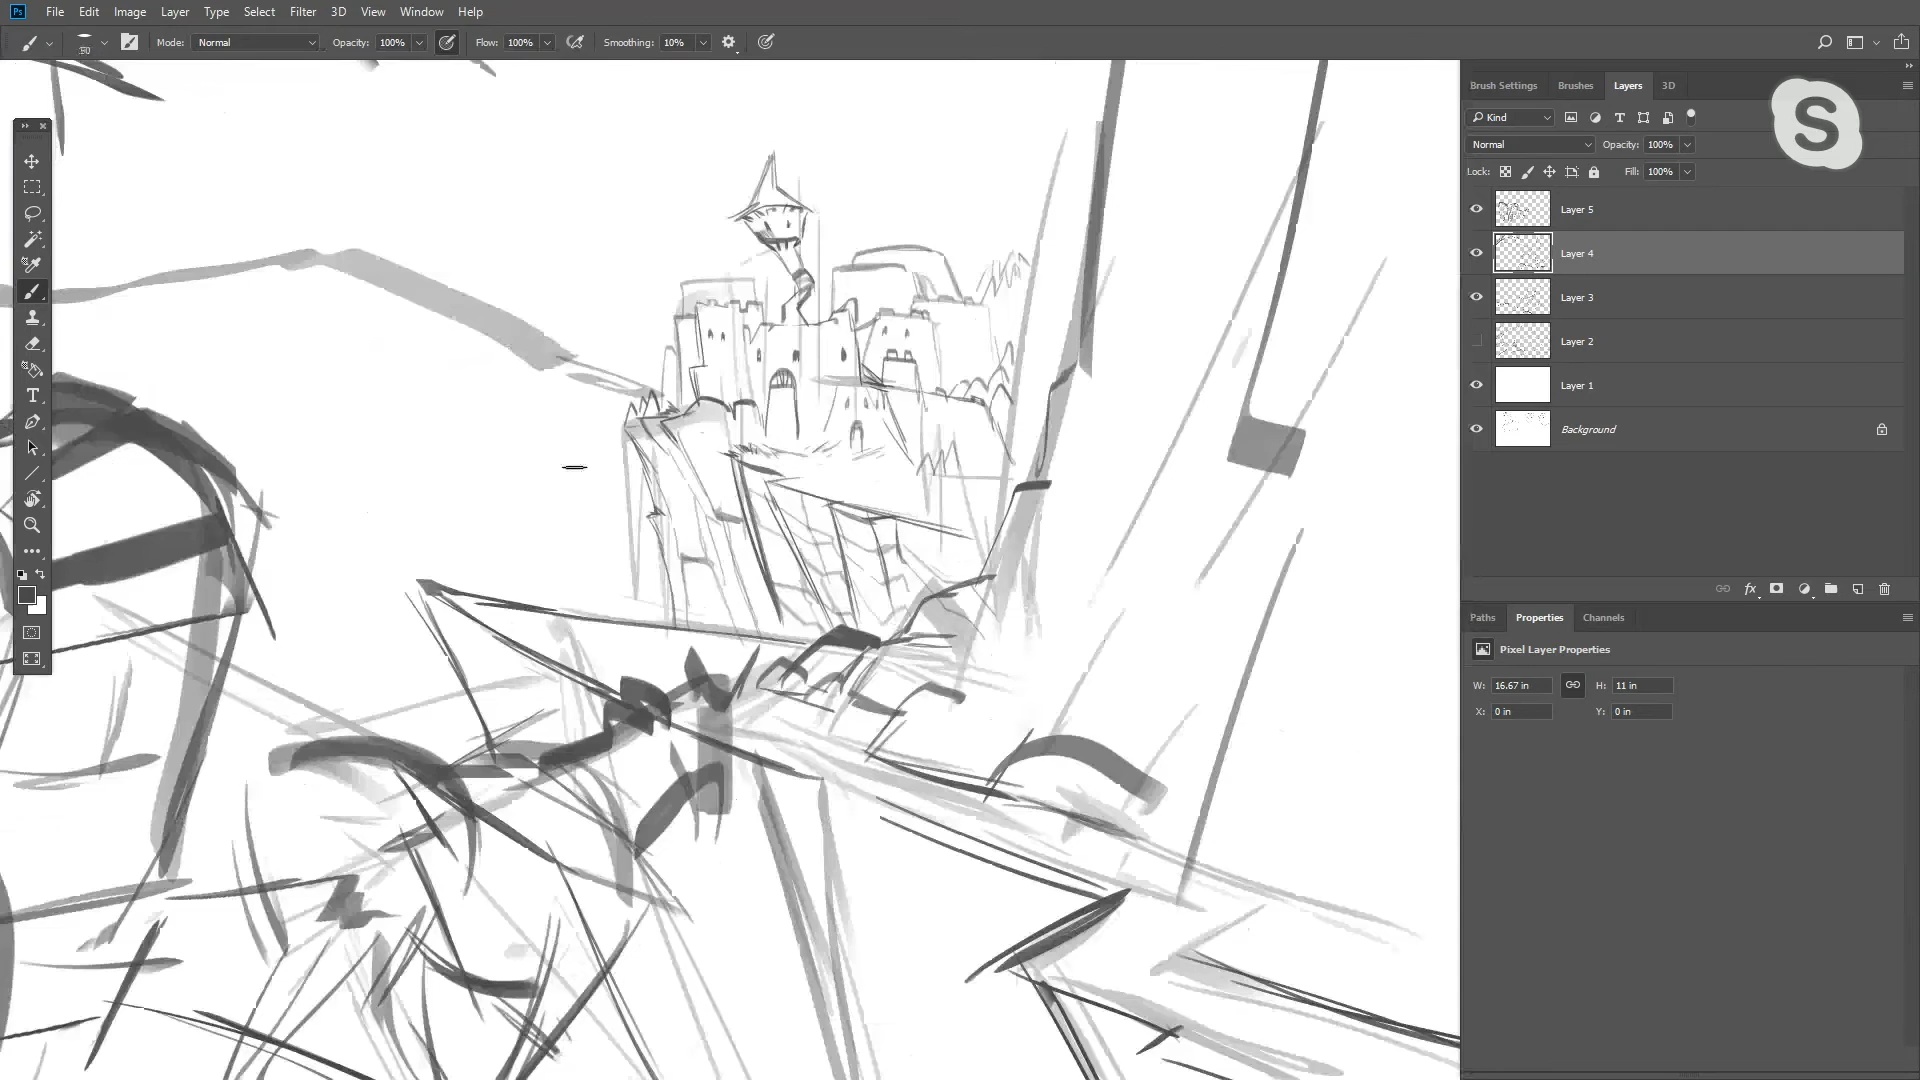 Ps File Edit Image Layer Type Select Filter 3D View Window Help
50 Mode: Normal Opacity: 100% Flow: 100% Smoothing: 10%
Brush Settings Brushes Layers 3D
Kind
S
Normal Opacity: 100%
Lock: Fill: 100%
Layer 5
Layer 4
Layer 3
Layer 2
Layer 1
Background
fx
Paths Properties Channels
Pixel Layer Properties
W: 16.67 in H: 11 in
X: 0 in Y: 0 in